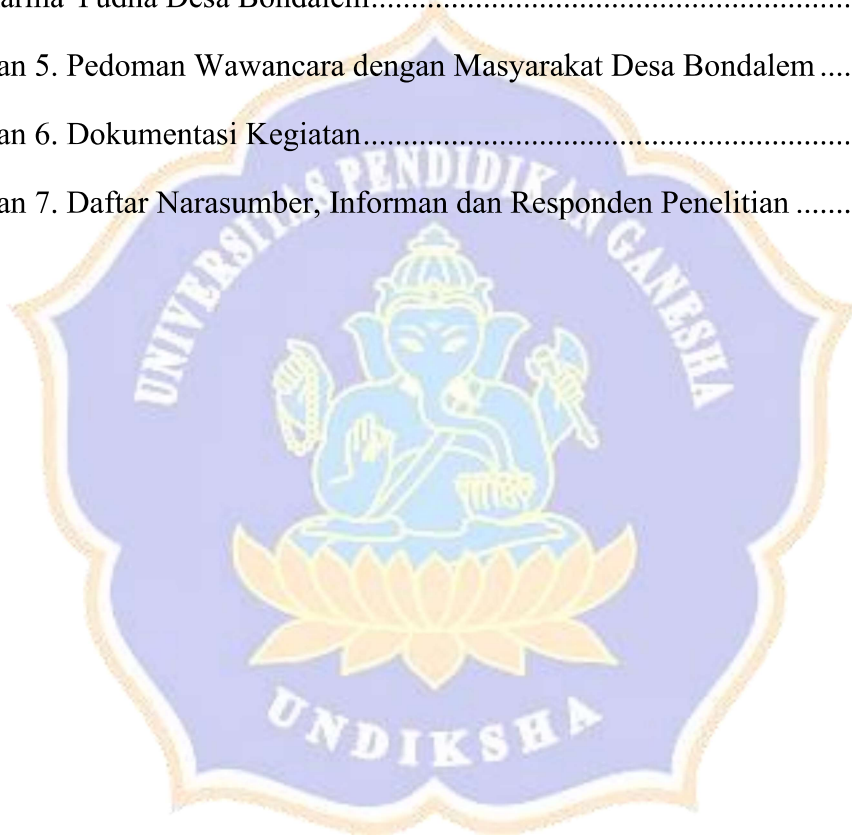 Yudha Desa Bondalem
an 5. Pedoman Wawancara dengan Masyarakat Desa Bondalem ....
an 6. Dokumentasi Kegiatan
an 7. Daftar Narasumber, Informan dan Responden Penelitian .......
UNIVERSITAS PENDIDIKAN GANESHA
UNDIKSHA